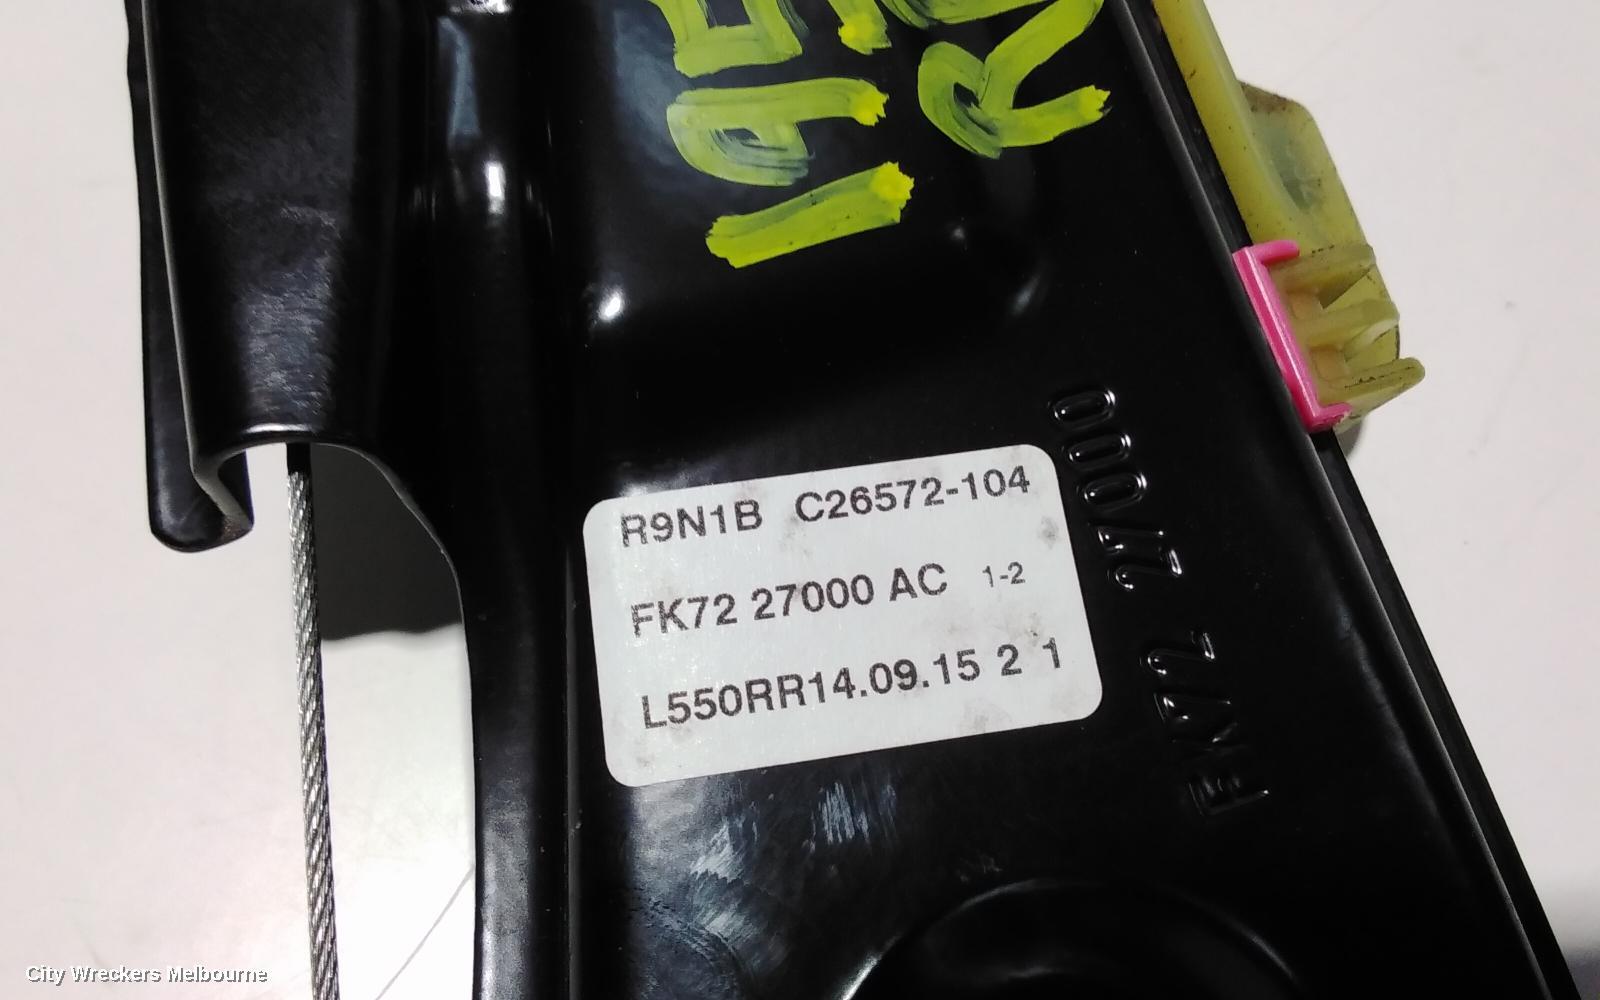 R9N1B C26572-104
FK72 27000 AC 1-2
L550RR14.09.15 2 1
FK72 27000
City Wreckers Melbourne